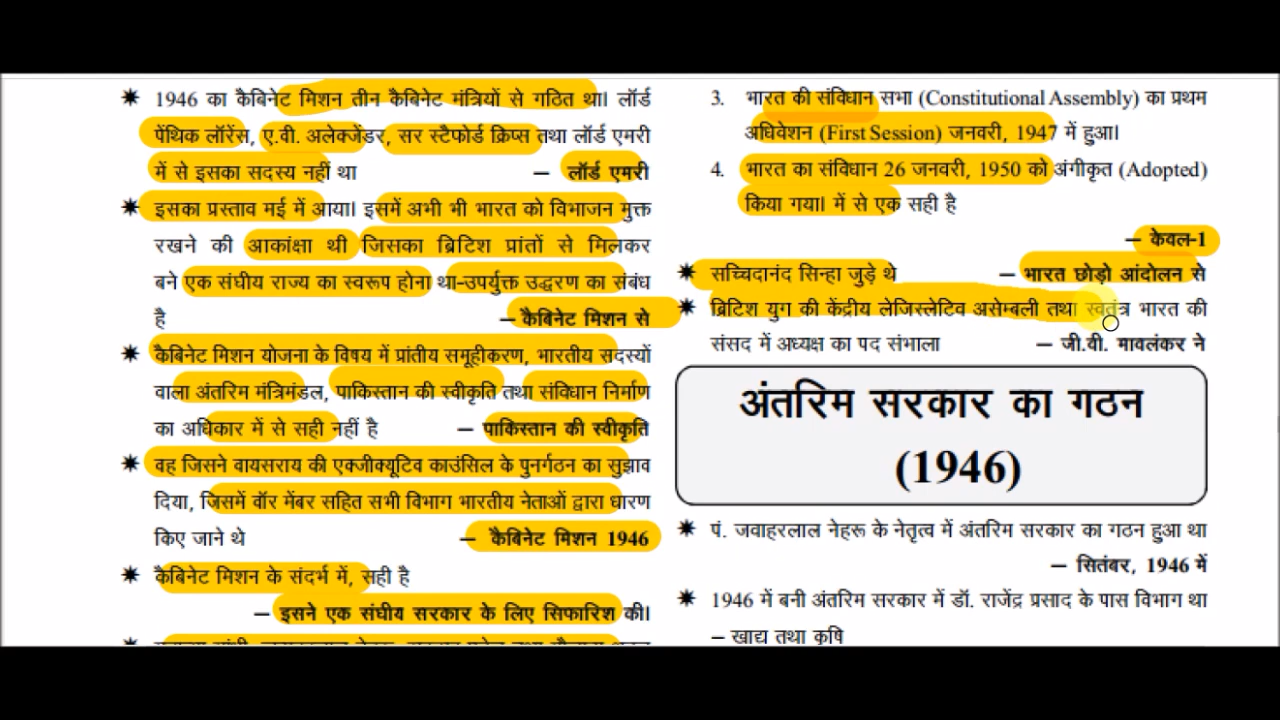 ✷ 1946 का कैबिनेट मिशन तीन कैबिनेट मंत्रियों से गठित था। लॉर्ड
पेंथिक लॉरेंस, ए.वी. अलेक्जेंडर, सर स्टैफोर्ड क्रिप्स तथा लॉर्ड एमरी
में से इसका सदस्य नहीं था – लॉर्ड एमरी
✷ इसका प्रस्ताव मई में आया। इसमें अभी भी भारत को विभाजन मुक्त
रखने की आकांक्षा थी जिसका ब्रिटिश प्रांतों से मिलकर
बने एक संघीय राज्य का स्वरूप होना था-उपर्युक्त उद्धरण का संबंध
है – कैबिनेट मिशन से
✷ कैबिनेट मिशन योजना के विषय में प्रांतीय समूहीकरण, भारतीय सदस्यों
वाला अंतरिम मंत्रिमंडल, पाकिस्तान की स्वीकृति तथा संविधान निर्माण
का अधिकार में से सही नहीं है – पाकिस्तान की स्वीकृति
✷ वह जिसने वायसराय की एक्जीक्यूटिव काउंसिल के पुनर्गठन का सुझाव
दिया, जिसमें वॉर मेंबर सहित सभी विभाग भारतीय नेताओं द्वारा धारण
किए जाने थे – कैबिनेट मिशन 1946
✷ कैबिनेट मिशन के संदर्भ में, सही है
– इसने एक संघीय सरकार के लिए सिफारिश की।
3. भारत की संविधान सभा (Constitutional Assembly) का प्रथम
अधिवेशन (First Session) जनवरी, 1947 में हुआ।
4. भारत का संविधान 26 जनवरी, 1950 को अंगीकृत (Adopted)
किया गया। में से एक सही है
– केवल-1
✷ सच्चिदानंद सिन्हा जुड़े थे – भारत छोड़ो आंदोलन से
✷ ब्रिटिश युग की केंद्रीय लेजिस्लेटिव असेम्बली तथा स्वतंत्र भारत की
संसद में अध्यक्ष का पद संभाला – जी.वी. मावलंकर ने
अंतरिम सरकार का गठन
(1946)
✷ पं. जवाहरलाल नेहरू के नेतृत्व में अंतरिम सरकार का गठन हुआ था
– सितंबर, 1946 में
✷ 1946 में बनी अंतरिम सरकार में डॉ. राजेंद्र प्रसाद के पास विभाग था
– खाद्य तथा कृषि